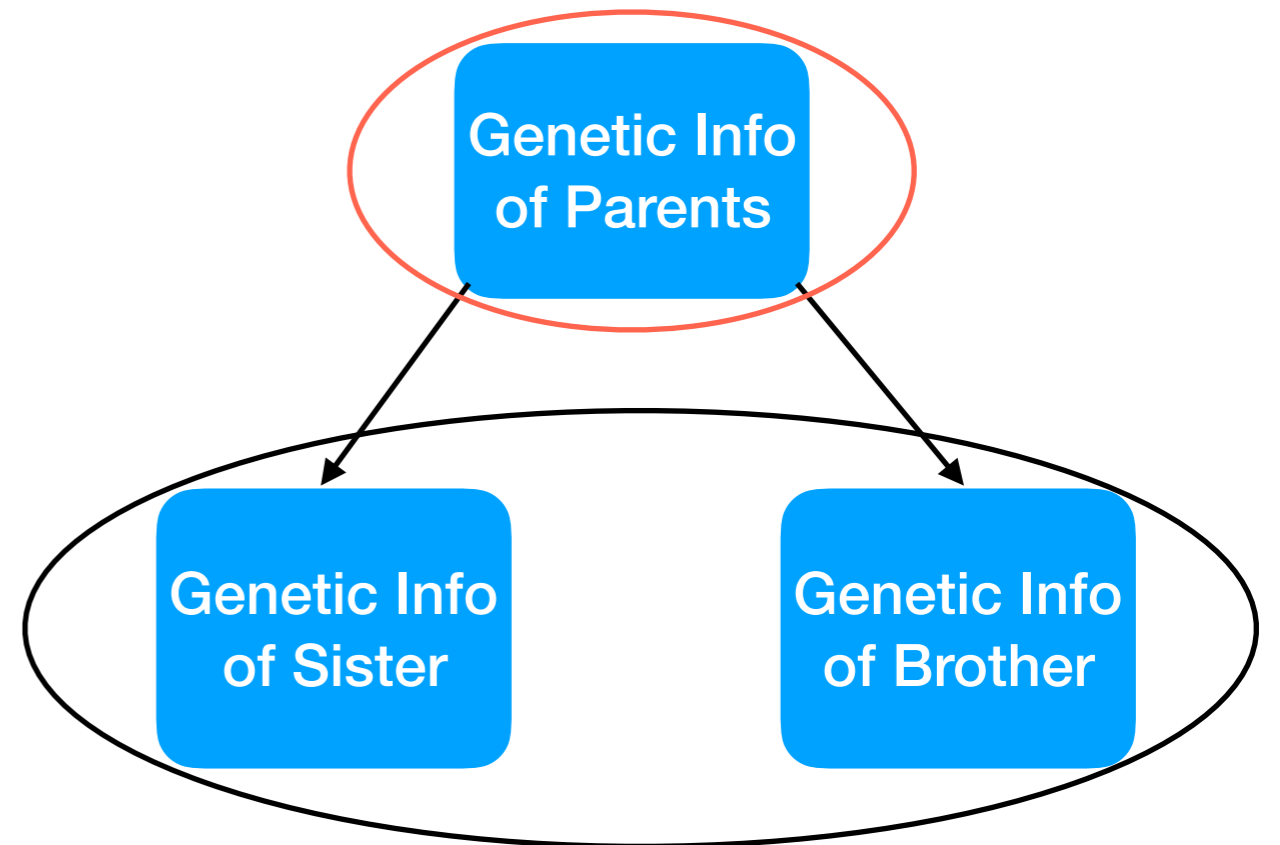 Genetic Info
of Parents
Genetic Info
of Sister
Genetic Info
of Brother